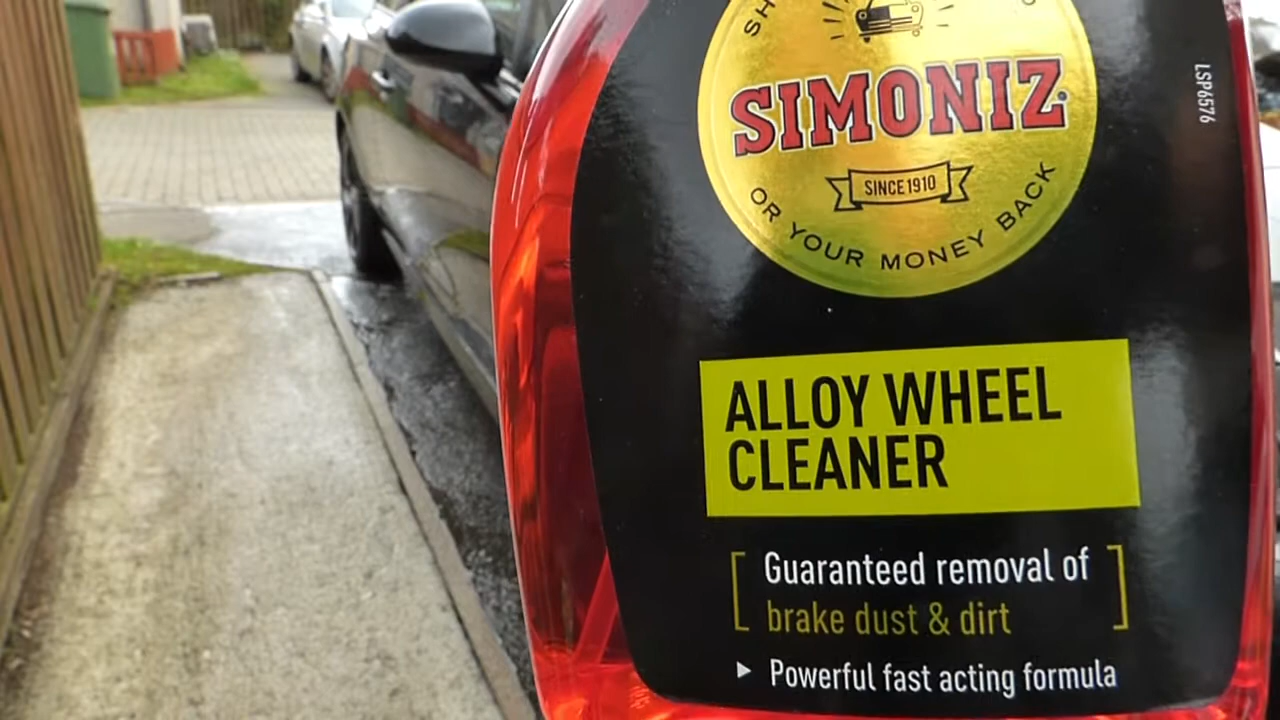 SIMONIZ
SINCE 1910
OR YOUR MONEY BACK
LSP6576
ALLOY WHEEL
CLEANER
Guaranteed removal of
brake dust & dirt
Powerful fast acting formula